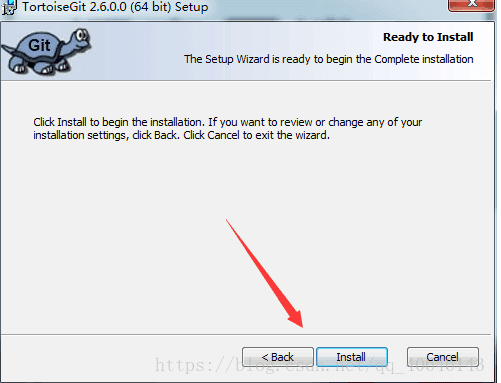 TortoiseGit 2.6.0.0 (64 bit) Setup
Git
Ready to Install
The Setup Wizard is ready to begin the Complete installation
Click Install to begin the installation. If you want to review or change any of your
installation settings, click Back. Click Cancel to exit the wizard.
< Back
Install
Cancel
https://blog.csdn.net/qq_40646148